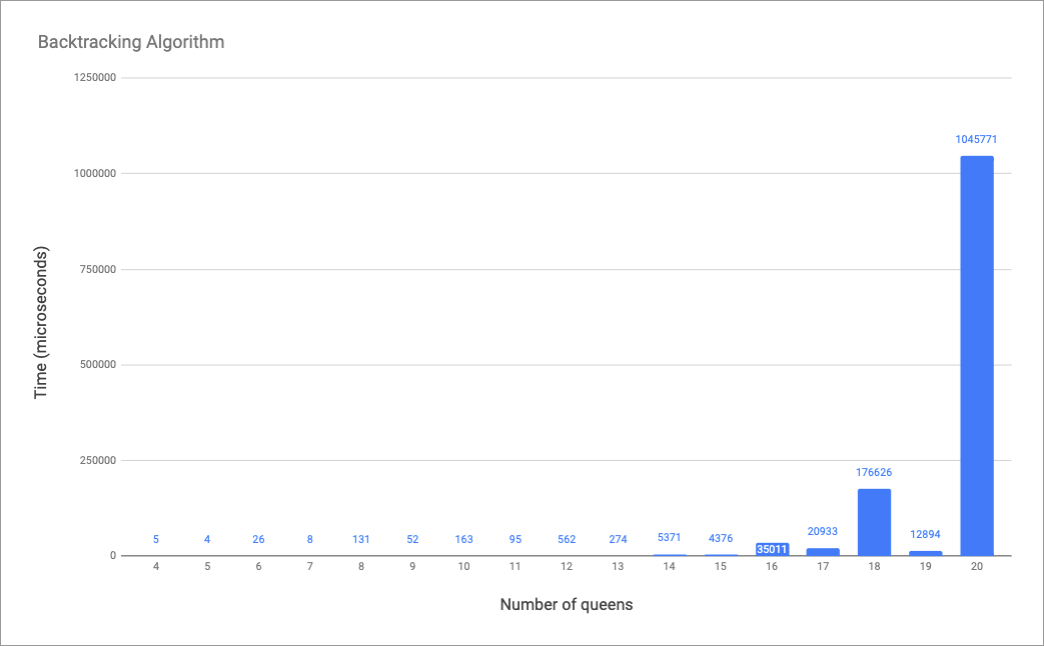 Backtracking Algorithm
1250000
1000000
750000
500000
250000
0
Time (microseconds)
1045771
176626
5 4 26 8 131 52 163 95 562 274 5371 4376 35011 20933 12894
4 5 6 7 8 9 10 11 12 13 14 15 16 17 18 19 20
Number of queens